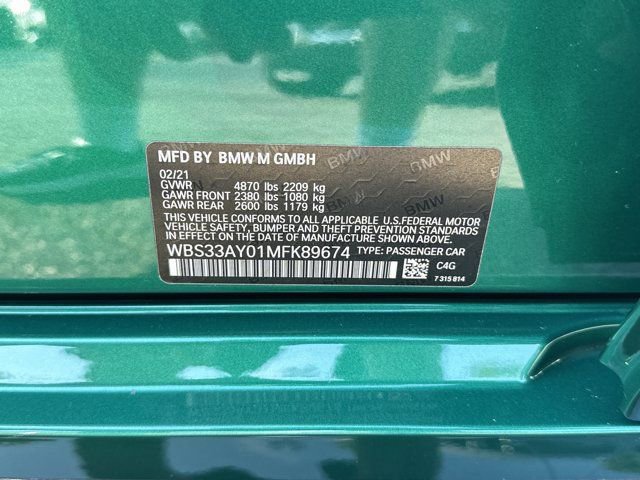 MFD BY BMW M GMBH
02/21
GVWR 4870 lbs 2209 kg
GAWR FRONT 2380 lbs 1080 kg
GAWR REAR 2600 lbs 1179 kg
THIS VEHICLE CONFORMS TO ALL APPLICABLE U.S.FEDERAL MOTOR
VEHICLE SAFETY, BUMPER AND THEFT PREVENTION STANDARDS
IN EFFECT ON THE DATE OF MANUFACTURE SHOWN ABOVE.
WBS33AY01MFK89674 TYPE: PASSENGER CAR
C4G
7 315 814